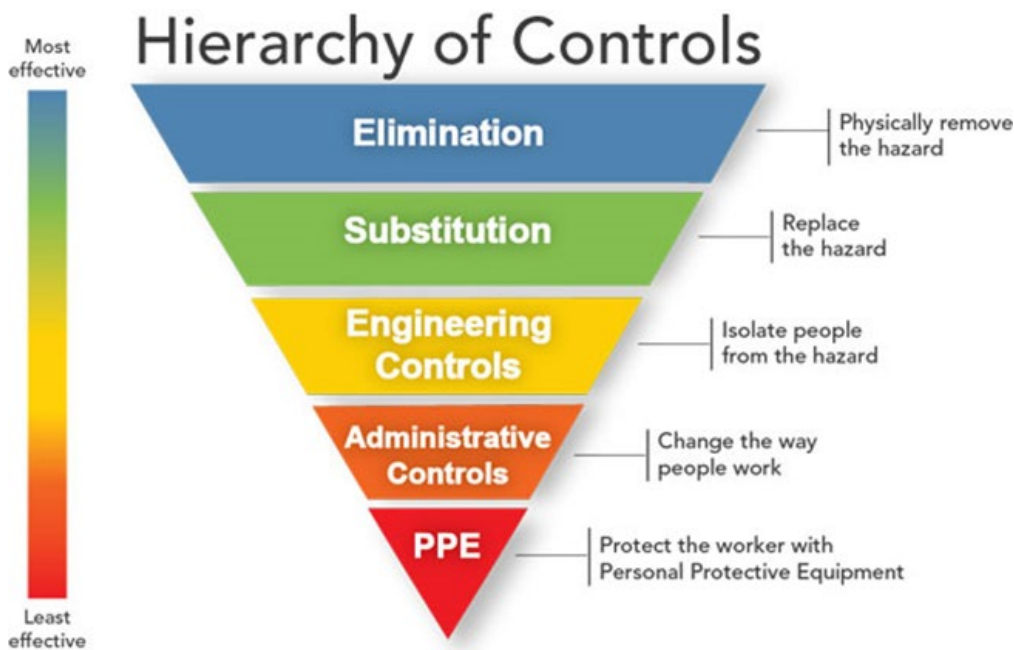 Hierarchy of Controls
Most
effective
Elimination
Physically remove
the hazard
Substitution
Replace
the hazard
Engineering
Controls
Isolate people
from the hazard
Administrative
Controls
Change the way
people work
PPE
Protect the worker with
Personal Protective Equipment
Least
effective